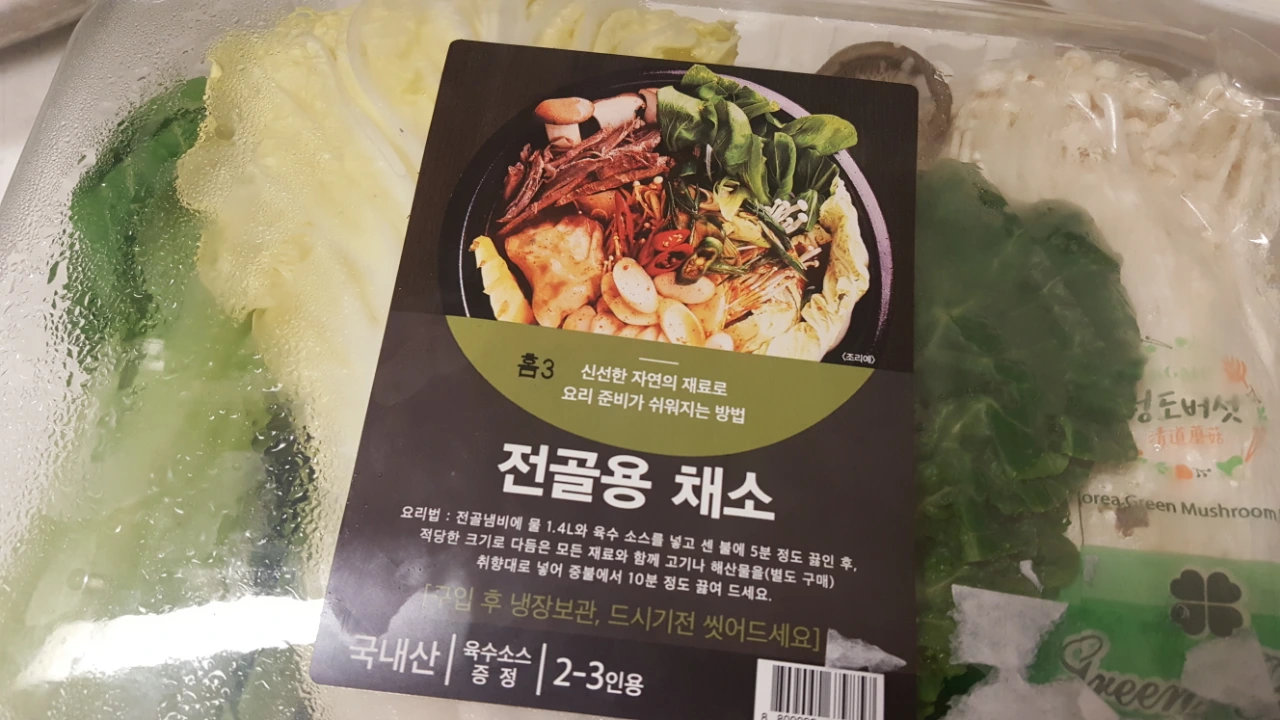 <조리예>
홈3
신선한 자연의 재료로
요리 준비가 쉬워지는 방법
전골용 채소
요리법 : 전골냄비에 물 1.4L와 육수 소스를 넣고 센 불에 5분 정도 끓인 후,
적당한 크기로 다듬은 모든 재료와 함께 고기나 해산물을(별도 구매)
취향대로 넣어 중불에서 10분 정도 끓여 드세요.
[구입 후 냉장보관, 드시기전 씻어드세요]
국내산
육수소스
증정
2-3인용
청도버섯
清道蘑菇
Korea Green Mushroom
Green